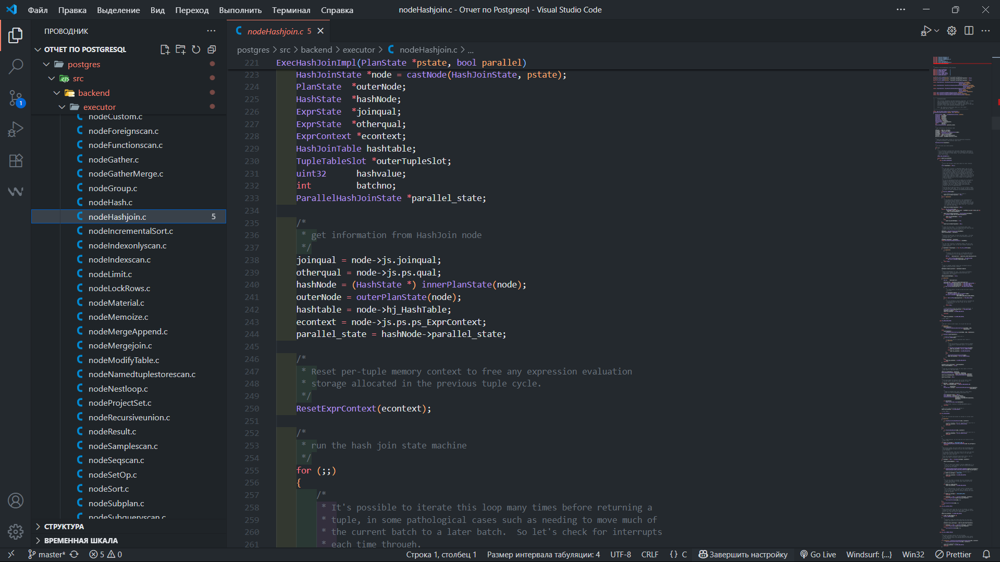 Файл Правка Выделение Вид Переход Выполнить Терминал Справка
nodeHashjoin.c - Отчет по Postgresql - Visual Studio Code
ПРОВОДНИК
ОТЧЕТ ПО POSTGRESQL
postgres
src
backend
executor
nodeCustom.c
nodeForeignscan.c
nodeFunctionscan.c
nodeGather.c
nodeGatherMerge.c
nodeGroup.c
nodeHash.c
nodeHashjoin.c 5
nodeIncrementalSort.c
nodeIndexonlyscan.c
nodeIndexscan.c
nodeLimit.c
nodeLockRows.c
nodeMaterial.c
nodeMemoize.c
nodeMergeAppend.c
nodeMergejoin.c
nodeModifyTable.c
nodeNamedtuplestorescan.c
nodeNestloop.c
nodeProjectSet.c
nodeRecursiveunion.c
nodeResult.c
nodeSamplescan.c
nodeSeqscan.c
nodeSetOp.c
nodeSort.c
nodeSubplan.c
nodeSubqueryscan.c
СТРУКТУРА
ВРЕМЕННАЯ ШКАЛА
1
nodeHashjoin.c 5
postgres > src > backend > executor > nodeHashjoin.c > ...
221 ExecHashJoinImpl(PlanState *pstate, bool parallel)
223 HashJoinState *node = castNode(HashJoinState, pstate);
224 PlanState *outerNode;
225 HashState *hashNode;
226 ExprState *joinqual;
227 ExprState *otherqual;
228 ExprContext *econtext;
229 HashJoinTable hashtable;
230 TupleTableSlot *outerTupleSlot;
231 uint32 hashvalue;
232 int batchno;
233 ParallelHashJoinState *parallel_state;
234
235 /*
236 * get information from HashJoin node
237 */
238 joinqual = node->js.joinqual;
239 otherqual = node->js.ps.qual;
240 hashNode = (HashState *) innerPlanState(node);
241 outerNode = outerPlanState(node);
242 hashtable = node->hj_HashTable;
243 econtext = node->js.ps.ps_ExprContext;
244 parallel_state = hashNode->parallel_state;
245
246 /*
247 * Reset per-tuple memory context to free any expression evaluation
248 * storage allocated in the previous tuple cycle.
249 */
250 ResetExprContext(econtext);
251
252 /*
253 * run the hash join state machine
254 */
255 for (;;)
256 {
257 /*
258 * It's possible to iterate this loop many times before returning a
259 * tuple, in some pathological cases such as needing to move much of
260 * the current batch to a later batch.  So let's check for interrupts
261 * each time through.
master* 5 0
Строка 1, столбец 1 Размер интервала табуляции: 4 UTF-8 CRLF {} C Завершить настройку Go Live Windsurf: {...} Win32 Prettier